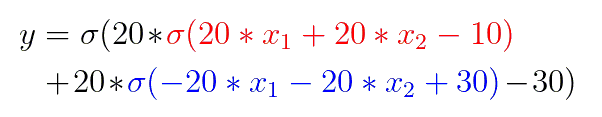 y = σ(20*σ(20 * x₁ + 20 * x₂ − 10)
+20*σ(−20 * x₁ − 20 * x₂ + 30)−30)